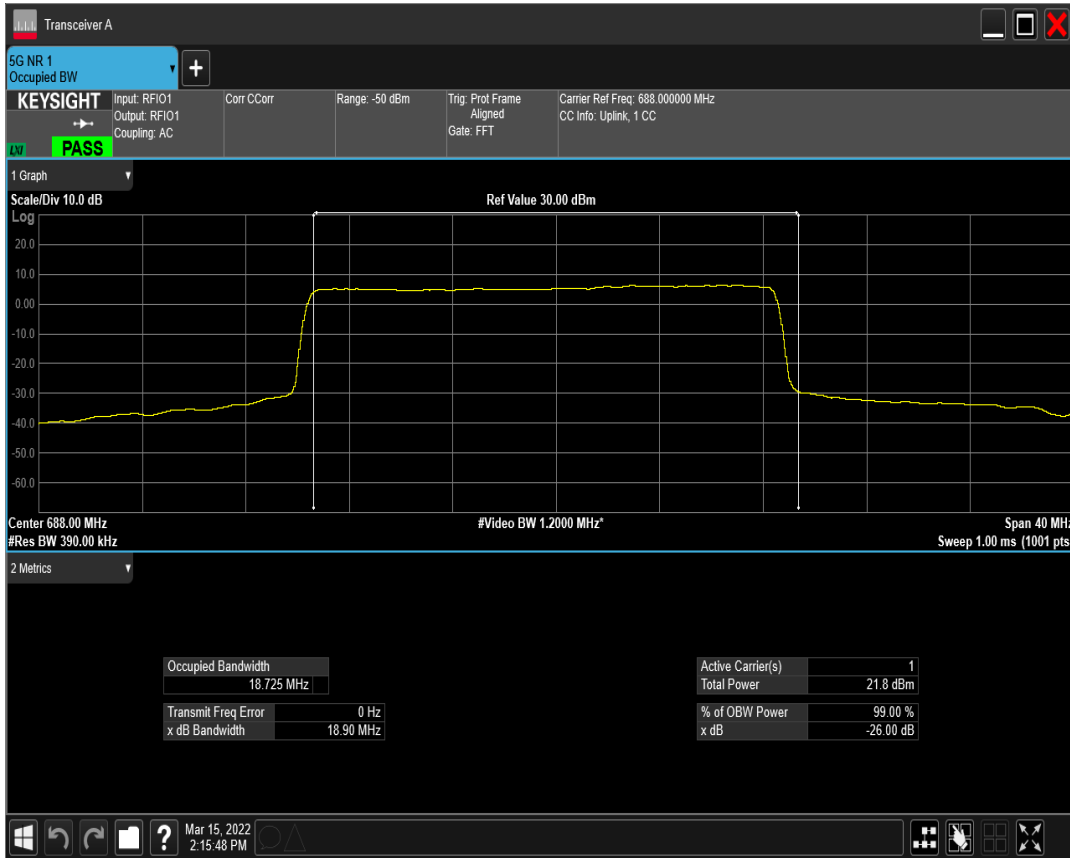 Transceiver A
5G NR 1
Occupied BW
+
KEYSIGHT
LXI
PASS
Input: RFIO1
Output: RFIO1
Coupling: AC
Corr CCorr
Range: -50 dBm
Trig: Prot Frame
Aligned
Gate: FFT
Carrier Ref Freq: 688.000000 MHz
CC Info: Uplink, 1 CC
1 Graph
Scale/Div 10.0 dB
Ref Value 30.00 dBm
Log
20.0
10.0
0.00
-10.0
-20.0
-30.0
-40.0
-50.0
-60.0
Center 688.00 MHz
#Video BW 1.2000 MHz*
Span 40 MHz
#Res BW 390.00 kHz
Sweep 1.00 ms (1001 pts
2 Metrics
Occupied Bandwidth
18.725 MHz
Transmit Freq Error 0 Hz
x dB Bandwidth 18.90 MHz
Active Carrier(s) 1
Total Power 21.8 dBm
% of OBW Power 99.00 %
x dB -26.00 dB
?
Mar 15, 2022
2:15:48 PM